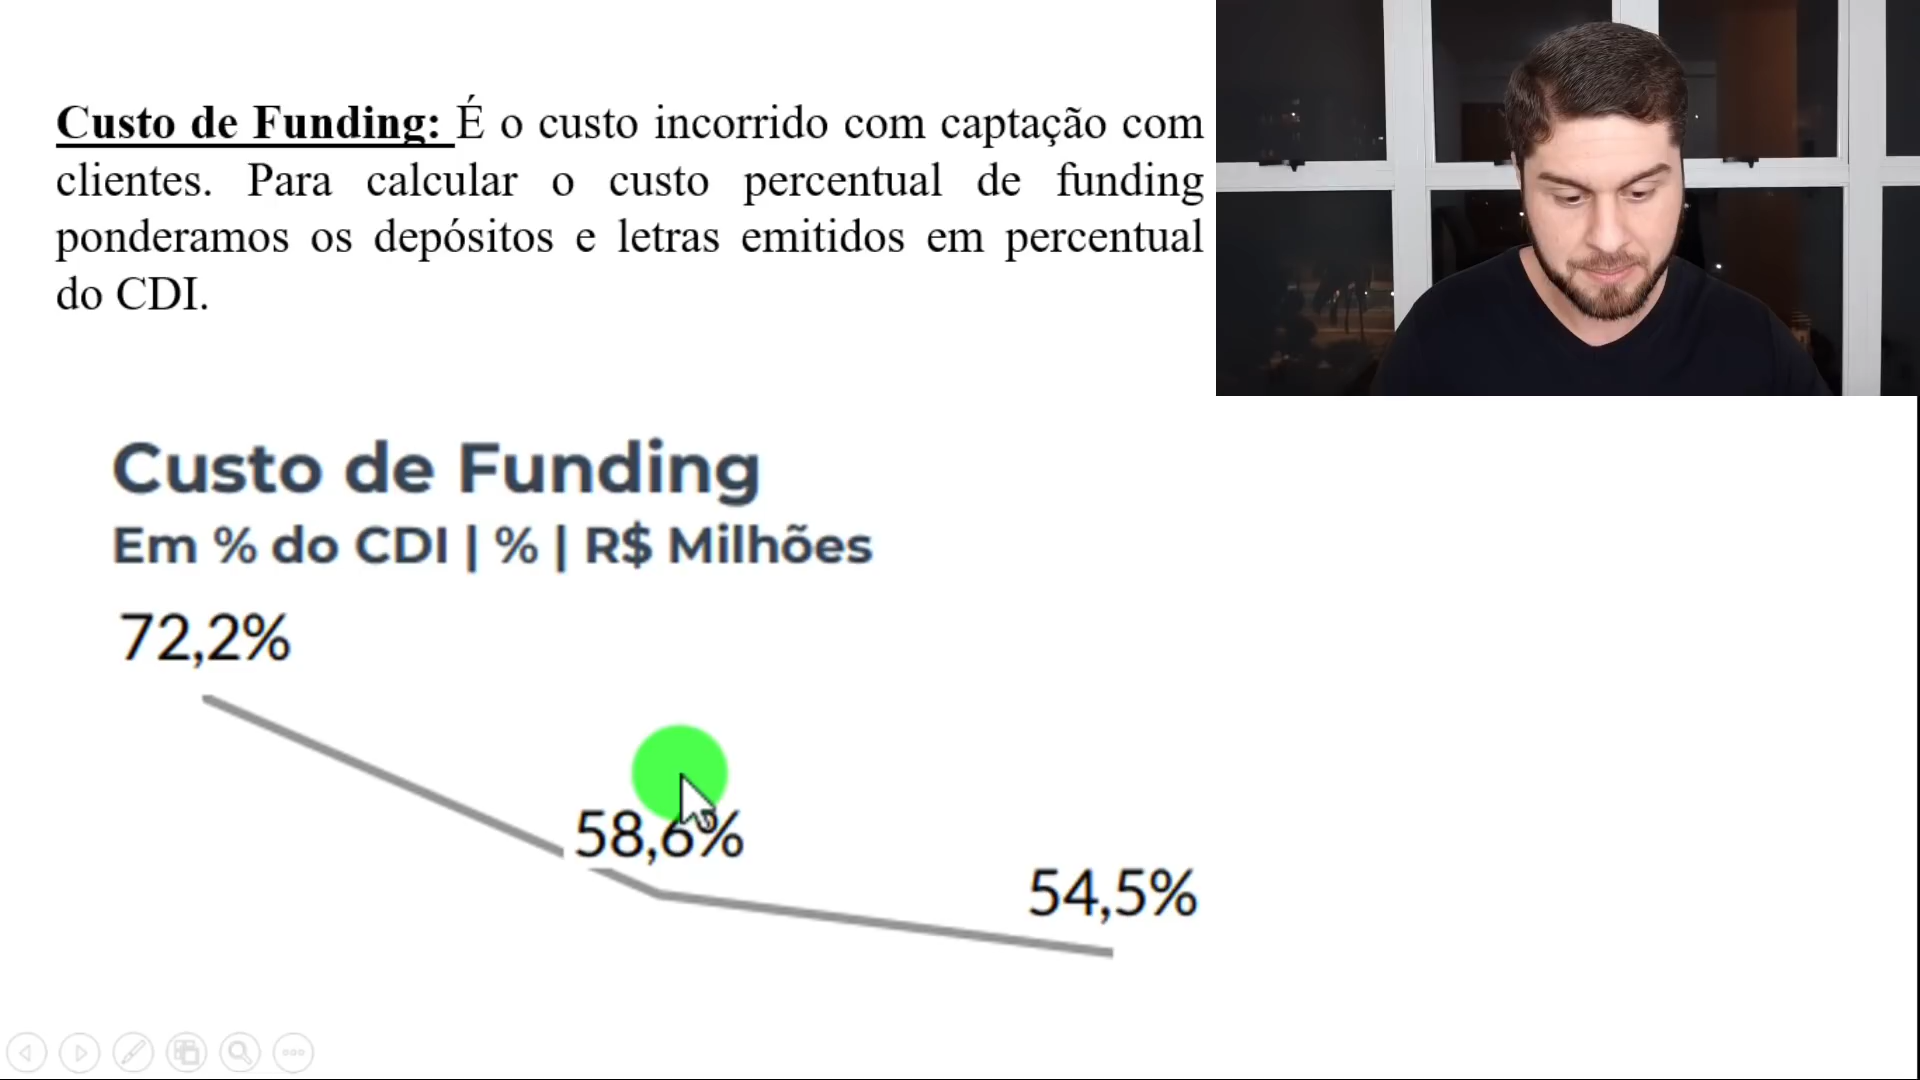 Custo de Funding: É o custo incorrido com captação com
clientes. Para calcular o custo percentual de funding
ponderamos os depósitos e letras emitidos em percentual
do CDI.
Custo de Funding
Em % do CDI | % | R$ Milhões
72,2%
58,6%
54,5%